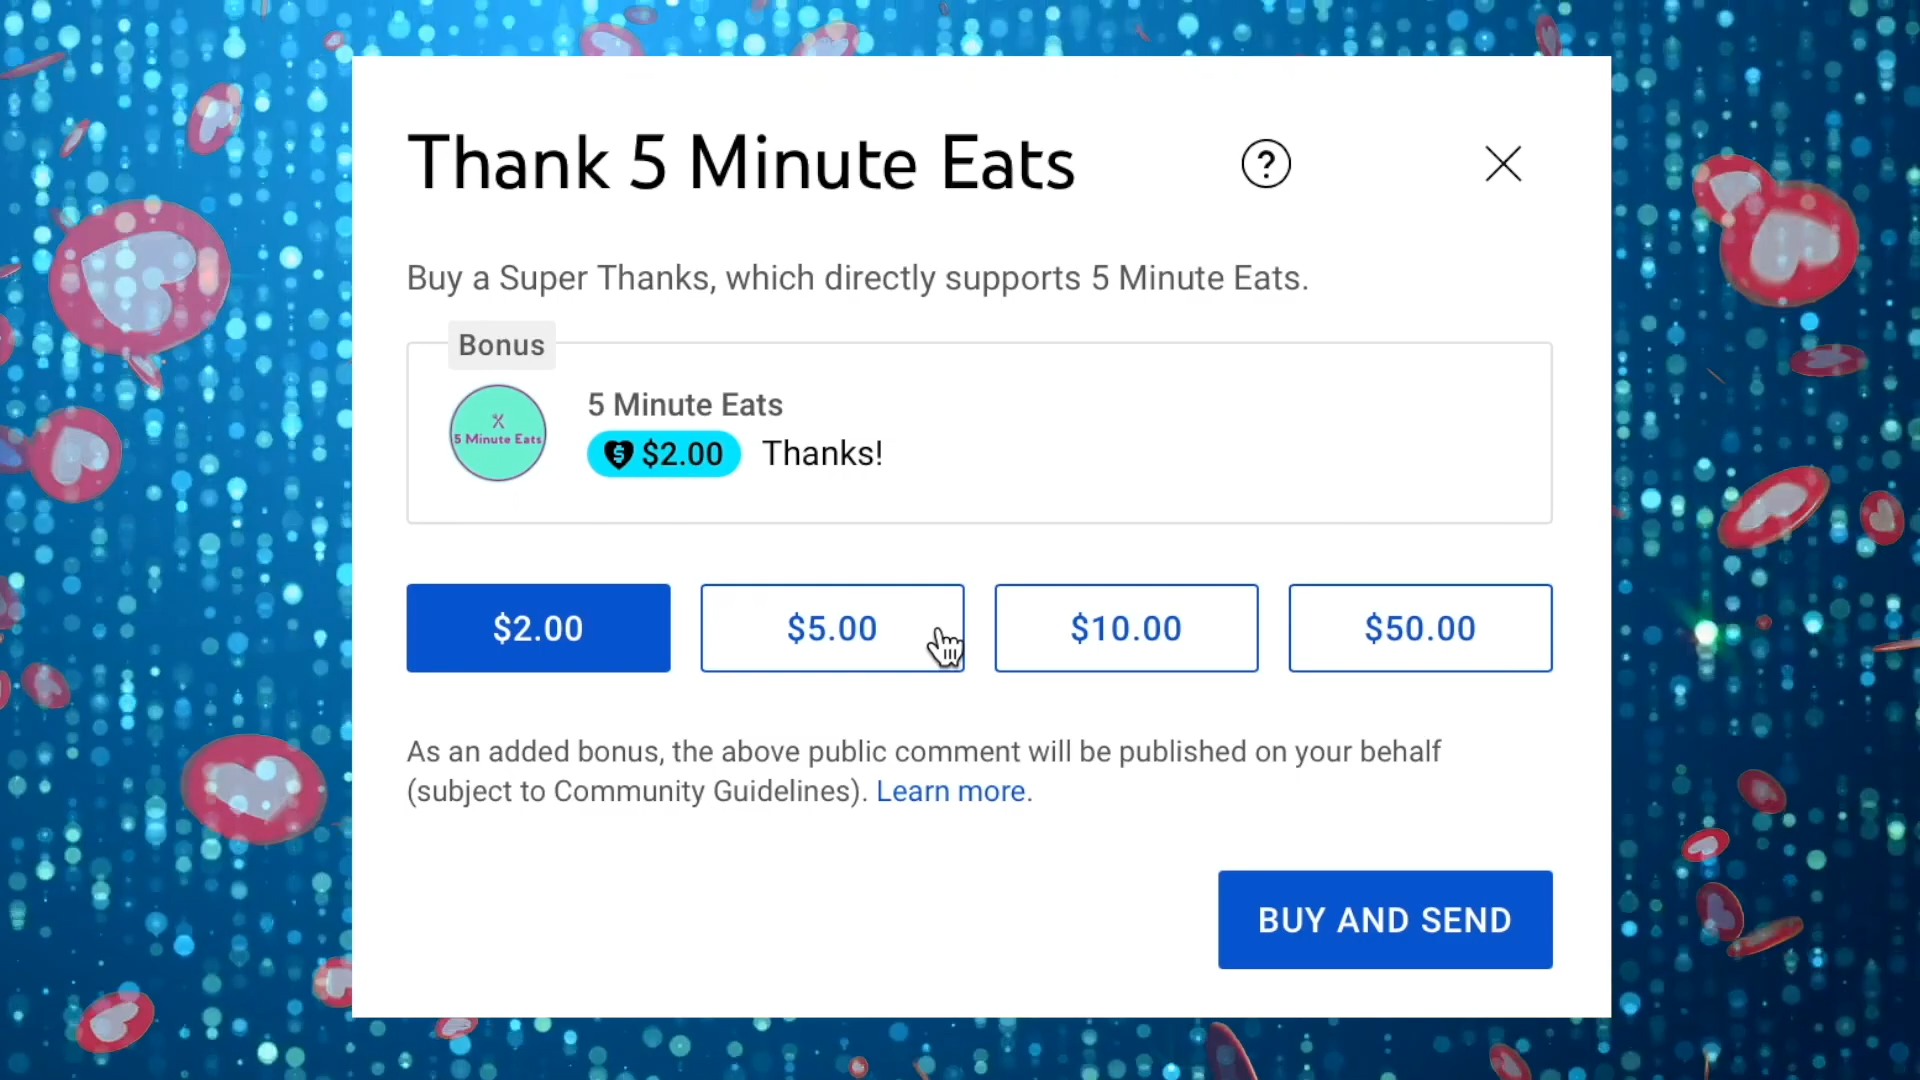 Thank 5 Minute Eats
?
Buy a Super Thanks, which directly supports 5 Minute Eats.
Bonus
5 Minute Eats
5 Minute Eats
$ $2.00 Thanks!
$2.00 $5.00 $10.00 $50.00
As an added bonus, the above public comment will be published on your behalf
(subject to Community Guidelines). Learn more.
BUY AND SEND